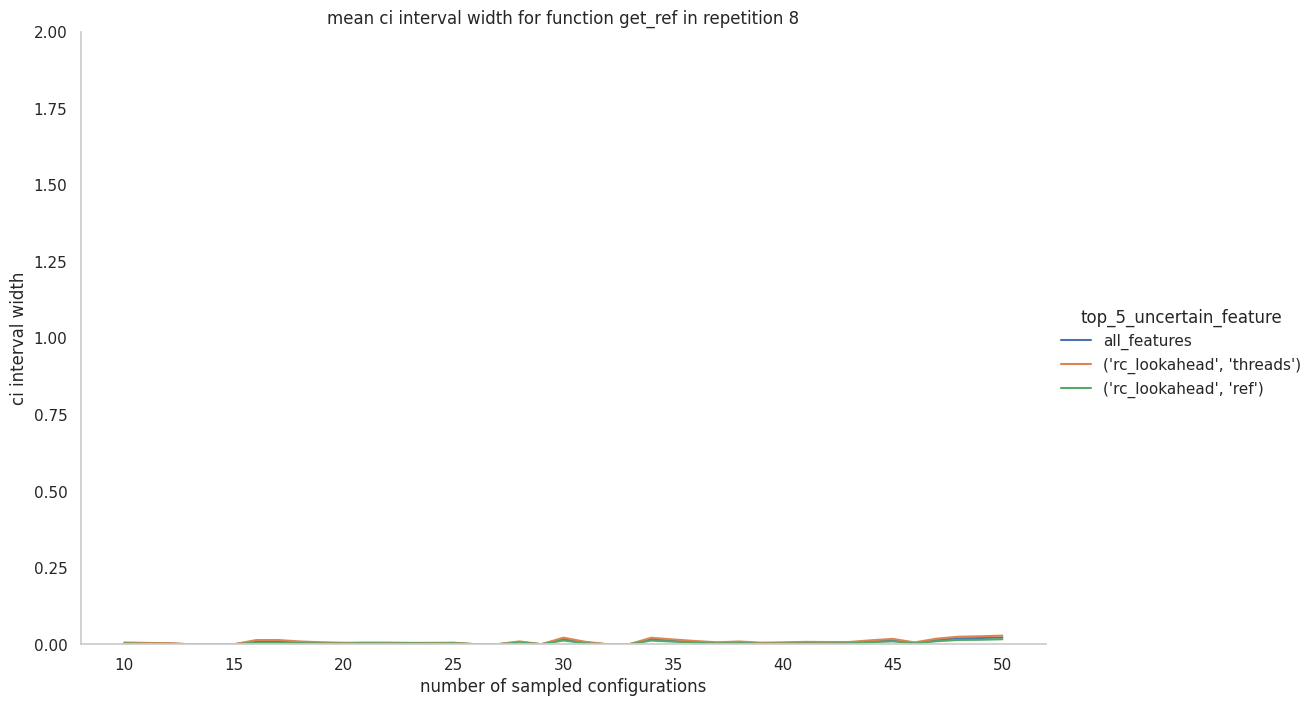 mean ci interval width for function get_ref in repetition 8
2.00
1.75
1.50
1.25
1.00
0.75
0.50
0.25
0.00
ci interval width
10 15 20 25 30 35 40 45 50
number of sampled configurations
top_5_uncertain_feature
all_features
('rc_lookahead', 'threads')
('rc_lookahead', 'ref')